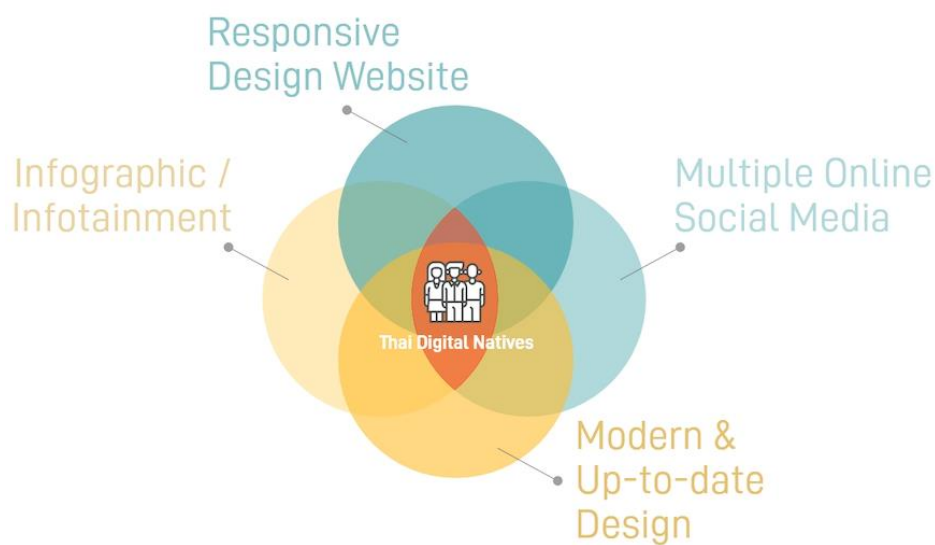 Responsive
Design Website
Infographic /
Infotainment
Multiple Online
Social Media
Thai Digital Natives
Modern &
Up-to-date
Design